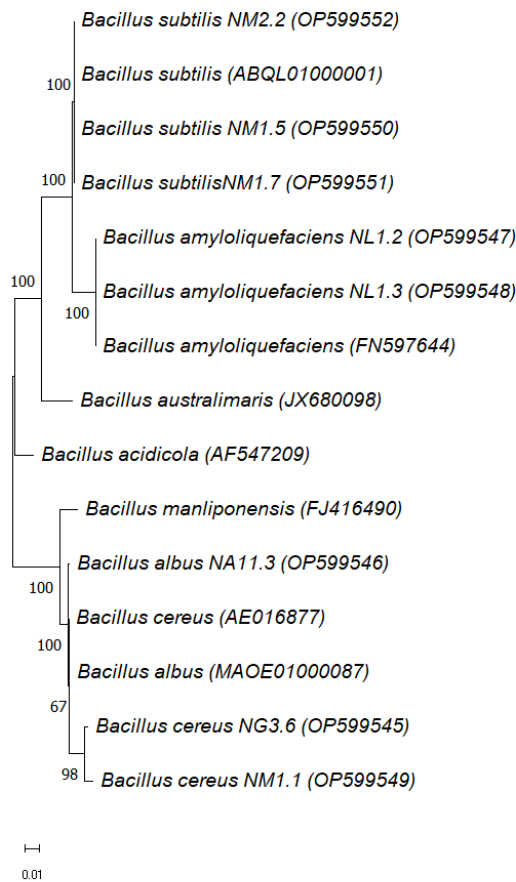 Bacillus subtilis NM2.2 (OP599552)
100
Bacillus subtilis (ABQL01000001)
Bacillus subtilis NM1.5 (OP599550)
100
Bacillus subtilisNM1.7 (OP599551)
Bacillus amyloliquefaciens NL1.2 (OP599547)
100
Bacillus amyloliquefaciens NL1.3 (OP599548)
100
Bacillus amyloliquefaciens (FN597644)
Bacillus australimaris (JX680098)
Bacillus acidicola (AF547209)
Bacillus manliponensis (FJ416490)
Bacillus albus NA11.3 (OP599546)
100
Bacillus cereus (AE016877)
100
Bacillus albus (MAOE01000087)
67
Bacillus cereus NG3.6 (OP599545)
98
Bacillus cereus NM1.1 (OP599549)
0.01